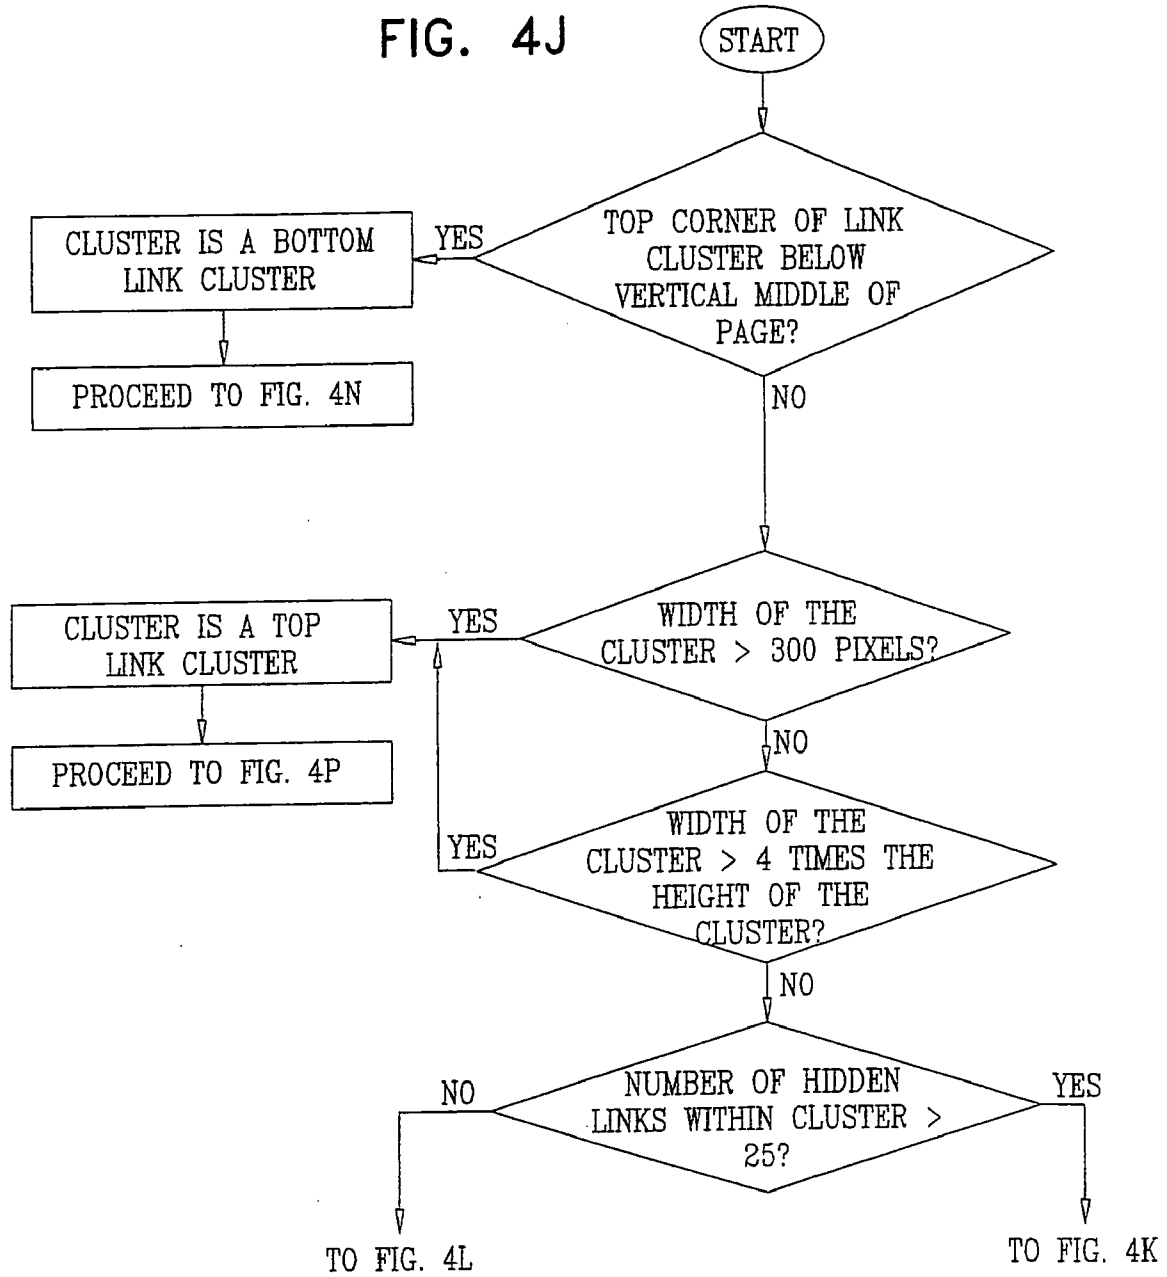 FIG. 4J
START
TOP CORNER OF LINK
CLUSTER BELOW
VERTICAL MIDDLE OF
PAGE?
YES
CLUSTER IS A BOTTOM
LINK CLUSTER
PROCEED TO FIG. 4N
NO
WIDTH OF THE
CLUSTER > 300 PIXELS?
YES
CLUSTER IS A TOP
LINK CLUSTER
PROCEED TO FIG. 4P
NO
WIDTH OF THE
CLUSTER > 4 TIMES THE
HEIGHT OF THE
CLUSTER?
YES
NO
NUMBER OF HIDDEN
LINKS WITHIN CLUSTER >
25?
NO
YES
TO FIG. 4L
TO FIG. 4K